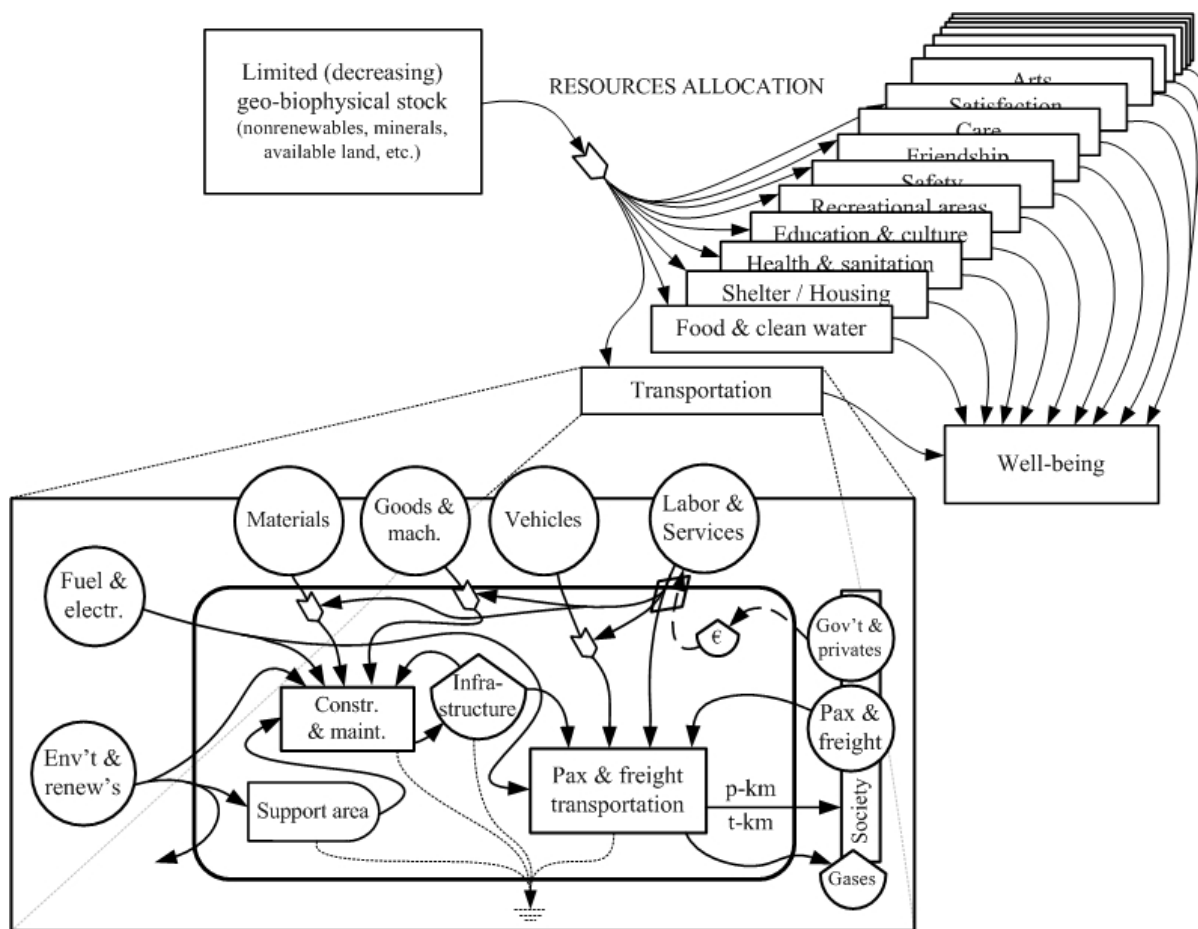 Limited (decreasing)
geo-biophysical stock
(nonrenewables, minerals,
available land, etc.)
RESOURCES ALLOCATION
Arts
Satisfaction
Care
Friendship
Safety
Recreational areas
Education & culture
Health & sanitation
Shelter / Housing
Food & clean water
Transportation
Well-being
Materials
Goods &
mach.
Vehicles
Labor &
Services
Fuel &
electr.
€
Gov't &
privates
Constr.
& maint.
Infra-
structure
Pax &
freight
Env't &
renew's
Support area
Pax & freight
transportation
p-km
t-km
Society
Gases